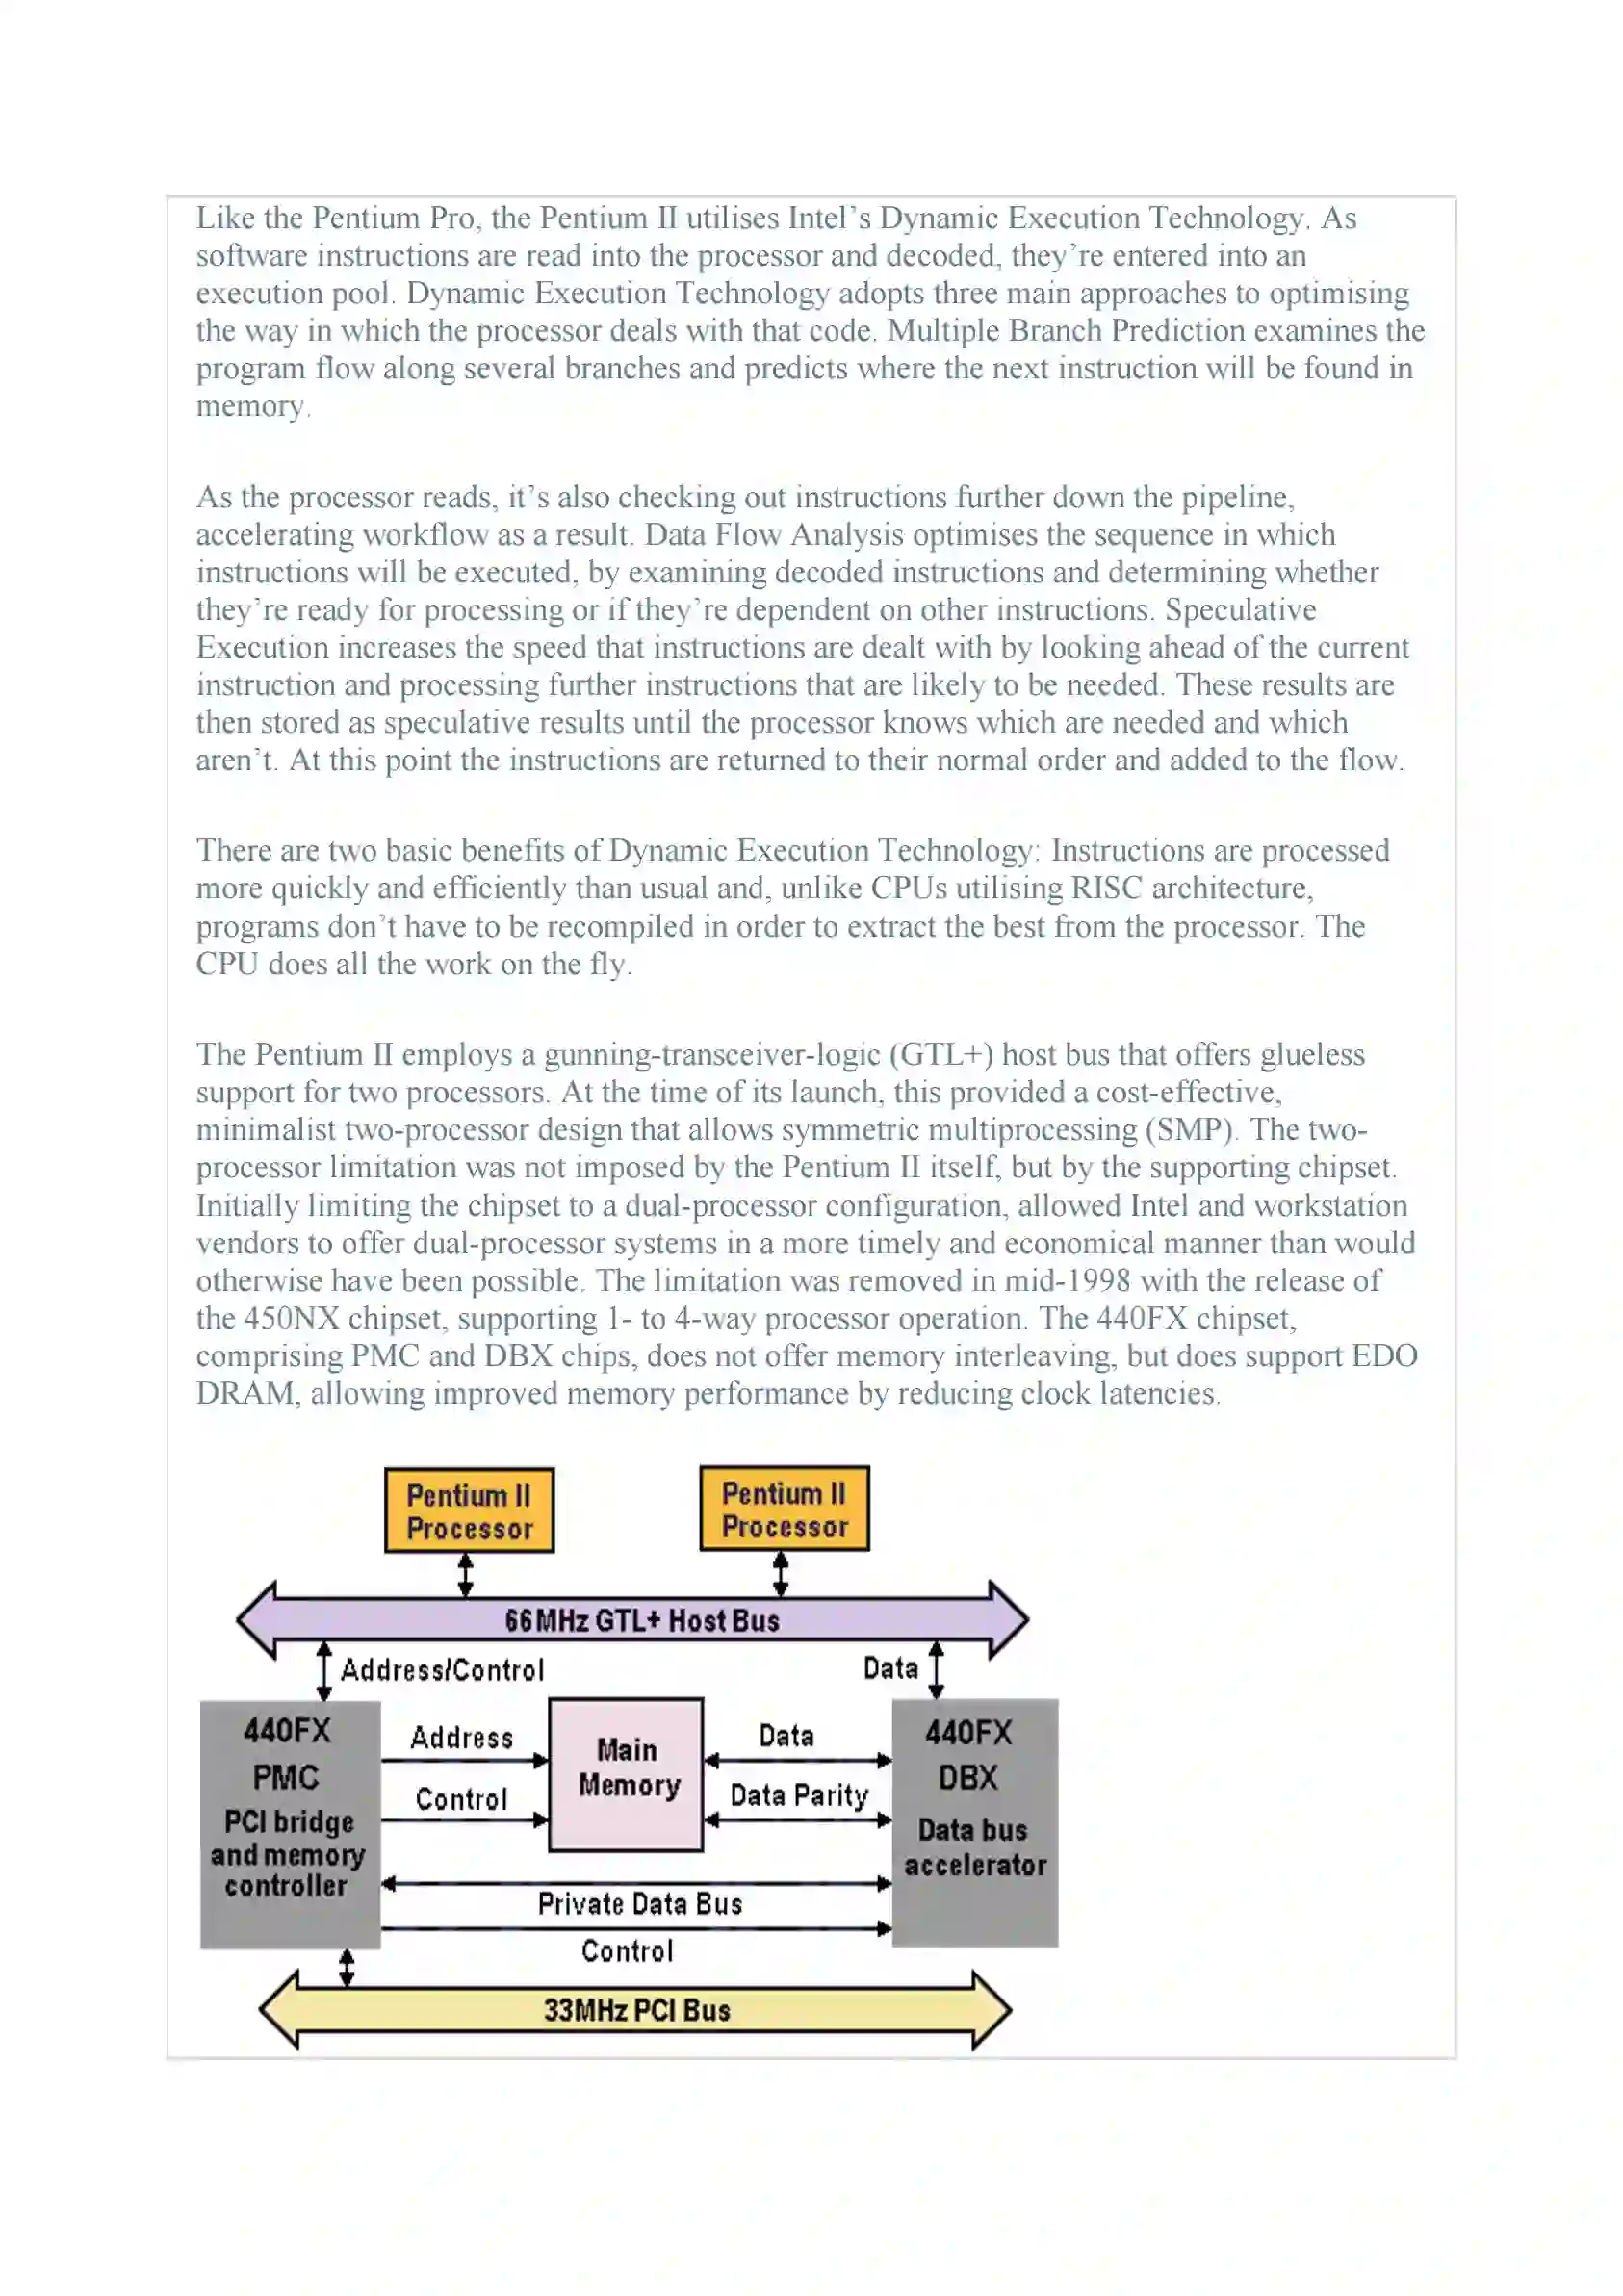 Like the Pentium Pro, the Pentium II utilises Intel’s Dynamic Execution Technology. As
software instructions are read into the processor and decoded, they’re entered into an
execution pool. Dynamic Execution Technology adopts three main approaches to optimising
the way in which the processor deals with that code. Multiple Branch Prediction examines the
program flow along several branches and predicts where the next instruction will be found in
memory.
As the processor reads, it’s also checking out instructions further down the pipeline,
accelerating workflow as a result. Data Flow Analysis optimises the sequence in which
instructions will be executed, by examining decoded instructions and determining whether
they’re ready for processing or if they’re dependent on other instructions. Speculative
Execution increases the speed that instructions are dealt with by looking ahead of the current
instruction and processing further instructions that are likely to be needed. These results are
then stored as speculative results until the processor knows which are needed and which
aren’t. At this point the instructions are returned to their normal order and added to the flow.
There are two basic benefits of Dynamic Execution Technology: Instructions are processed
more quickly and efficiently than usual and, unlike CPUs utilising RISC architecture,
programs don’t have to be recompiled in order to extract the best from the processor. The
CPU does all the work on the fly.
The Pentium II employs a gunning-transceiver-logic (GTL+) host bus that offers glueless
support for two processors. At the time of its launch, this provided a cost-effective,
minimalist two-processor design that allows symmetric multiprocessing (SMP). The two-
processor limitation was not imposed by the Pentium II itself, but by the supporting chipset.
Initially limiting the chipset to a dual-processor configuration, allowed Intel and workstation
vendors to offer dual-processor systems in a more timely and economical manner than would
otherwise have been possible. The limitation was removed in mid-1998 with the release of
the 450NX chipset, supporting 1- to 4-way processor operation. The 440FX chipset,
comprising PMC and DBX chips, does not offer memory interleaving, but does support EDO
DRAM, allowing improved memory performance by reducing clock latencies.
Pentium II
Processor
Pentium II
Processor
66MHz GTL+ Host Bus
Address/Control
Data
440FX
PMC
PCI bridge
and memory
controller
Address
Control
Main
Memory
Data
Data Parity
440FX
DBX
Data bus
accelerator
Private Data Bus
Control
33MHz PCI Bus